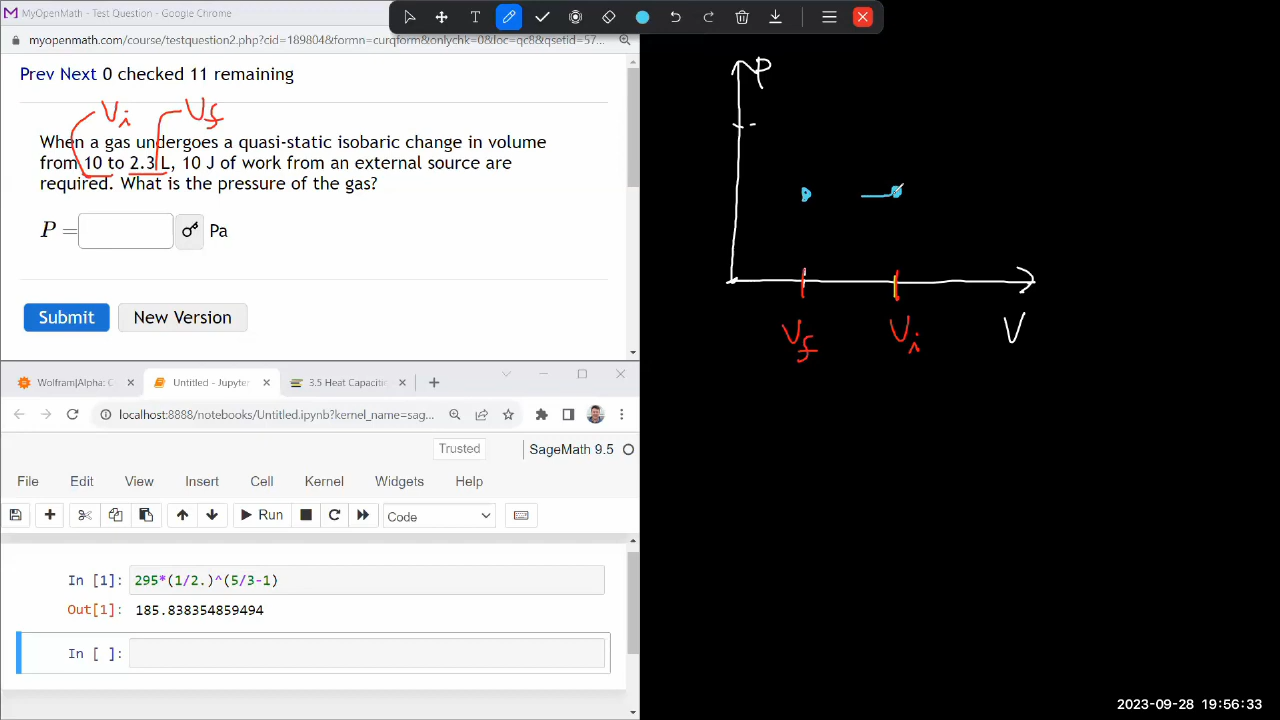 MyOpenMath - Test Question - Google Chrome
myopenmath.com/course/testquestion2.php?cid=189804&formn=curqform&onlychk=0&loc=qc8&qsetid=57...
Prev Next 0 checked 11 remaining
Vi Vf
When a gas undergoes a quasi-static isobaric change in volume
from 10 to 2.3 L, 10 J of work from an external source are
required. What is the pressure of the gas?
P = Pa
Submit New Version
Wolfram|Alpha: C Untitled - Jupyter 3.5 Heat Capaciti
localhost:8888/notebooks/Untitled.ipynb?kernel_name=sag...
Trusted SageMath 9.5
File Edit View Insert Cell Kernel Widgets Help
Run Code
In [1]: 295*(1/2.)^(5/3-1)
Out[1]: 185.838354859494
In [ ]:
T
P
Vf Vi V
2023-09-28 19:56:33